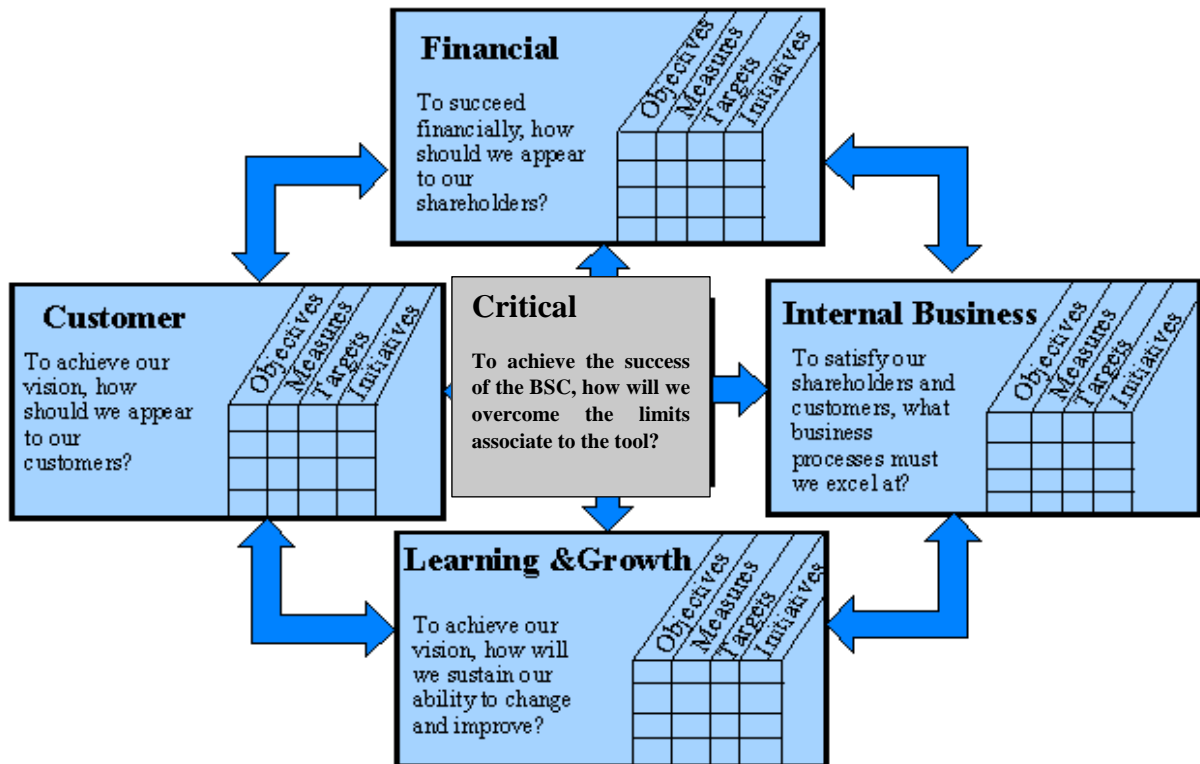 Financial
To succeed
financially, how
should we appear
to our
shareholders?
Objectives
Measures
Targets
Initiatives
Customer
To achieve our
vision, how
should we appear
to our
customers?
Objectives
Measures
Targets
Initiatives
Critical
To achieve the success
of the BSC, how will we
overcome the limits
associate to the tool?
Internal Business
To satisfy our
shareholders and
customers, what
business
processes must
we excel at?
Objectives
Measures
Targets
Initiatives
Learning &Growth
To achieve our
vision, how will
we sustain our
ability to change
and improve?
Objectives
Measures
Targets
Initiatives